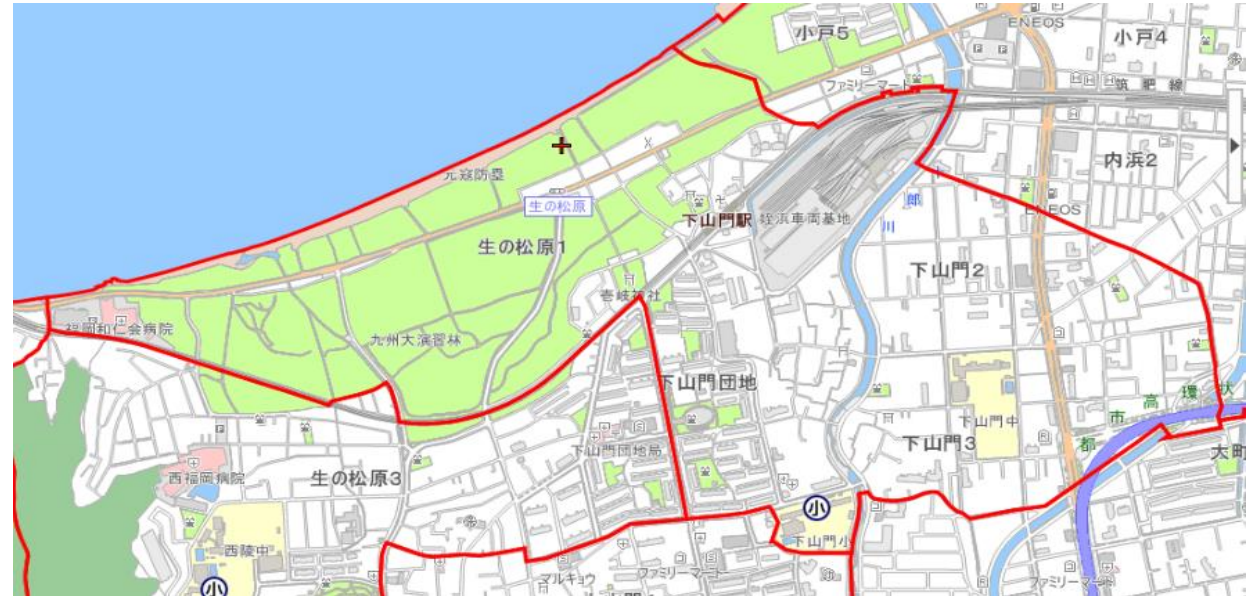 小戸5
ENEOS
小戸4
ファミリーマート
筑肥線
元寇防塁
内浜2
生の松原
下山門駅
姪浜車両基地
ENEOS
郎
川
生の松原1
下山門2
壱岐神社
福岡和仁会病院
九州大演習林
下山門団地
市
高
環
状
都
下山門中
下山門3
下山門団地局
大町
生の松原3
西福岡病院
小
下山門小
西陵中
小
マルキョウ
ファミリーマート
ファミリーマート